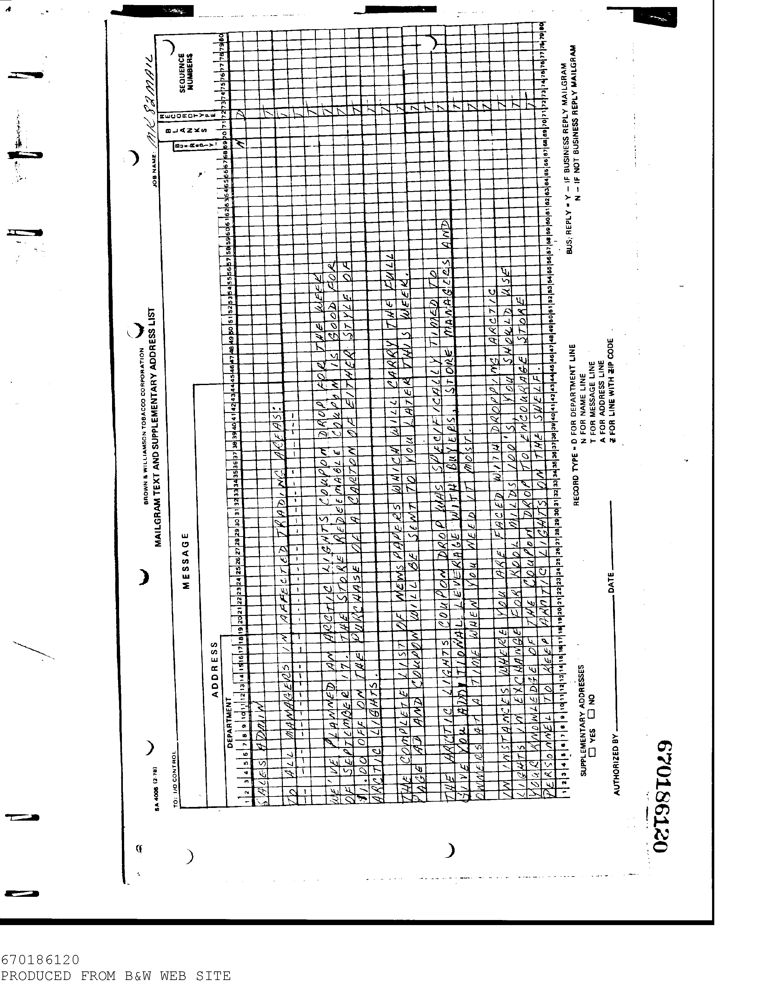 BROWN & WILLIAMSON TOBACCO CORPORATION
MAILGRAM TEXT AND SUPPLEMENTARY ADDRESS LIST
SA 4006 (2 78)
TO: I/O CONTROL
JOB NAME MKS2MAIL
MESSAGE
ADDRESS
DEPARTMENT
BLANKS
RECORD TYPE
SEQUENCE NUMBERS
SALES ADMIN
TO ALL MANAGERS IN AFFECTED TRADING AREAS:
WE'VE PLANNED AN ARCTIC LIGHTS COUPON DROP FOR THE WEEK
OF SEPTEMBER 17. THE STORE REDEEMABLE COUPON IS GOOD FOR
$1.00 OFF ON THE PURCHASE OF A CARTON OF EITHER STYLE OF
ARCTIC LIGHTS.
THE COMPLETE LIST OF NEWSPAPERS WHICH WILL CARRY THE FULL
PAGE AD AND COUPON WILL BE SENT TO YOU LATER THIS WEEK.
THE ARCTIC LIGHTS COUPON DROP WAS SPECIFICALLY TIMED TO
GIVE YOU ADDITIONAL LEVERAGE WITH BUYERS, STORE MANAGERS AND
OWNERS AT A TIME WHEN YOU NEED IT MOST.
IN INSTANCES WHERE YOU ARE FACED WITH DROPPING ARCTIC
LIGHTS IN EXCHANGE FOR KOOL MILDS 100'S, YOU SHOULD USE
YOUR KNOWLEDGE OF THE COUPON DROP TO ENCOURAGE STORE
PERSONNEL TO KEEP ARCTIC LIGHTS ON THE SHELF.
SUPPLEMENTARY ADDRESSES
☐ YES ☐ NO
RECORD TYPE = D FOR DEPARTMENT LINE
N FOR NAME LINE
T FOR MESSAGE LINE
A FOR ADDRESS LINE
Z FOR LINE WITH ZIP CODE
BUS. REPLY = Y – IF BUSINESS REPLY MAILGRAM
N – IF NOT BUSINESS REPLY MAILGRAM
AUTHORIZED BY
DATE
670186120
670186120
PRODUCED FROM B&W WEB SITE